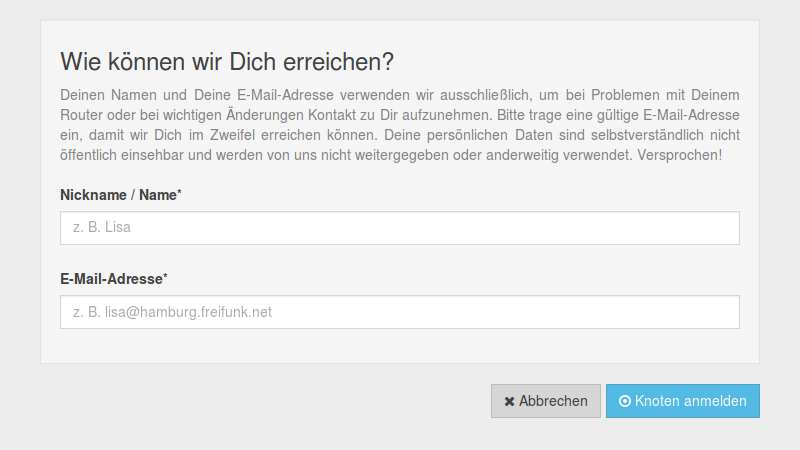 Wie können wir Dich erreichen?
Deinen Namen und Deine E-Mail-Adresse verwenden wir ausschließlich, um bei Problemen mit Deinem
Router oder bei wichtigen Änderungen Kontakt zu Dir aufzunehmen. Bitte trage eine gültige E-Mail-Adresse
ein, damit wir Dich im Zweifel erreichen können. Deine persönlichen Daten sind selbstverständlich nicht
öffentlich einsehbar und werden von uns nicht weitergegeben oder anderweitig verwendet. Versprochen!
Nickname / Name*
z. B. Lisa
E-Mail-Adresse*
z. B. lisa@hamburg.freifunk.net
Abbrechen
Knoten anmelden